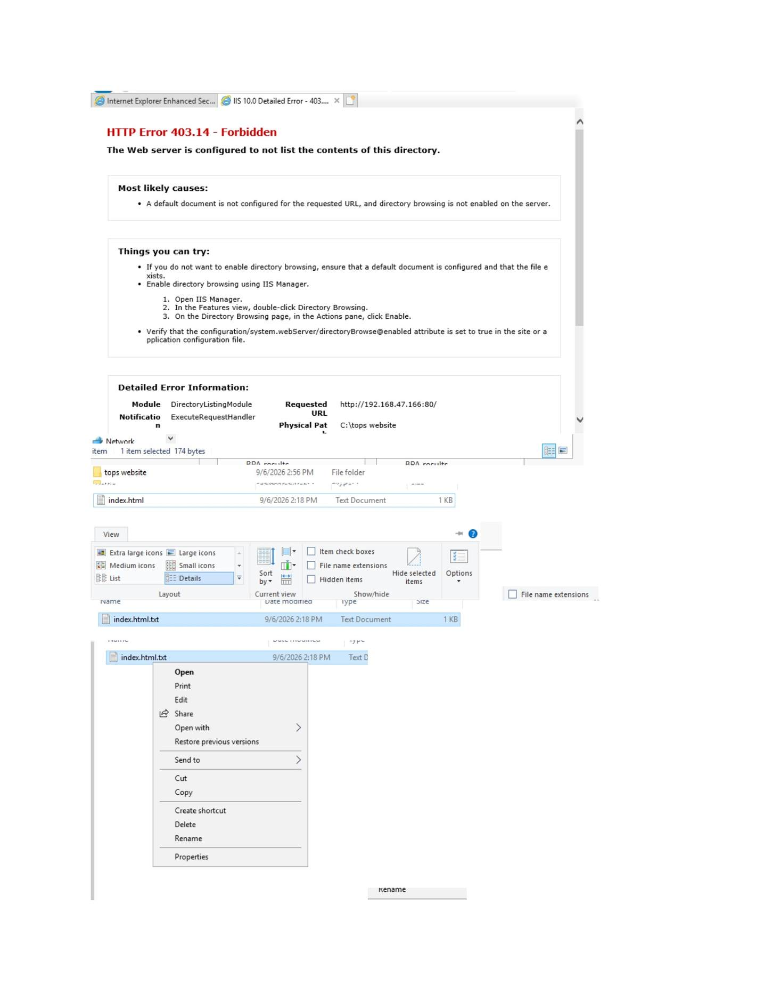 Internet Explorer Enhanced Sec...
IIS 10.0 Detailed Error - 403....
HTTP Error 403.14 - Forbidden
The Web server is configured to not list the contents of this directory.
Most likely causes:
• A default document is not configured for the requested URL, and directory browsing is not enabled on the server.
Things you can try:
• If you do not want to enable directory browsing, ensure that a default document is configured and that the file e
xists.
• Enable directory browsing using IIS Manager.
1. Open IIS Manager.
2. In the Features view, double-click Directory Browsing.
3. On the Directory Browsing page, in the Actions pane, click Enable.
• Verify that the configuration/system.webServer/directoryBrowse@enabled attribute is set to true in the site or a
pplication configuration file.
Detailed Error Information:
Module DirectoryListingModule
Notificatio
n ExecuteRequestHandler
Requested
URL http://192.168.47.166:80/
Physical Pat
h C:\tops website
Network
item 1 item selected 174 bytes
BPA results BPA results
tops website 9/6/2026 2:56 PM File folder
index.html 9/6/2026 2:18 PM Text Document 1 KB
View
Extra large icons Large icons
Medium icons Small icons
List Details
Layout
Sort
by
Current view
Item check boxes
File name extensions
Hidden items
Hide selected
items
Show/hide
Options
File name extensions
Name Date modified Type Size
index.html.txt 9/6/2026 2:18 PM Text Document 1 KB
Name Date modified Type
index.html.txt 9/6/2026 2:18 PM Text D
Open
Print
Edit
Share
Open with
Restore previous versions
Send to
Cut
Copy
Create shortcut
Delete
Rename
Properties
Rename